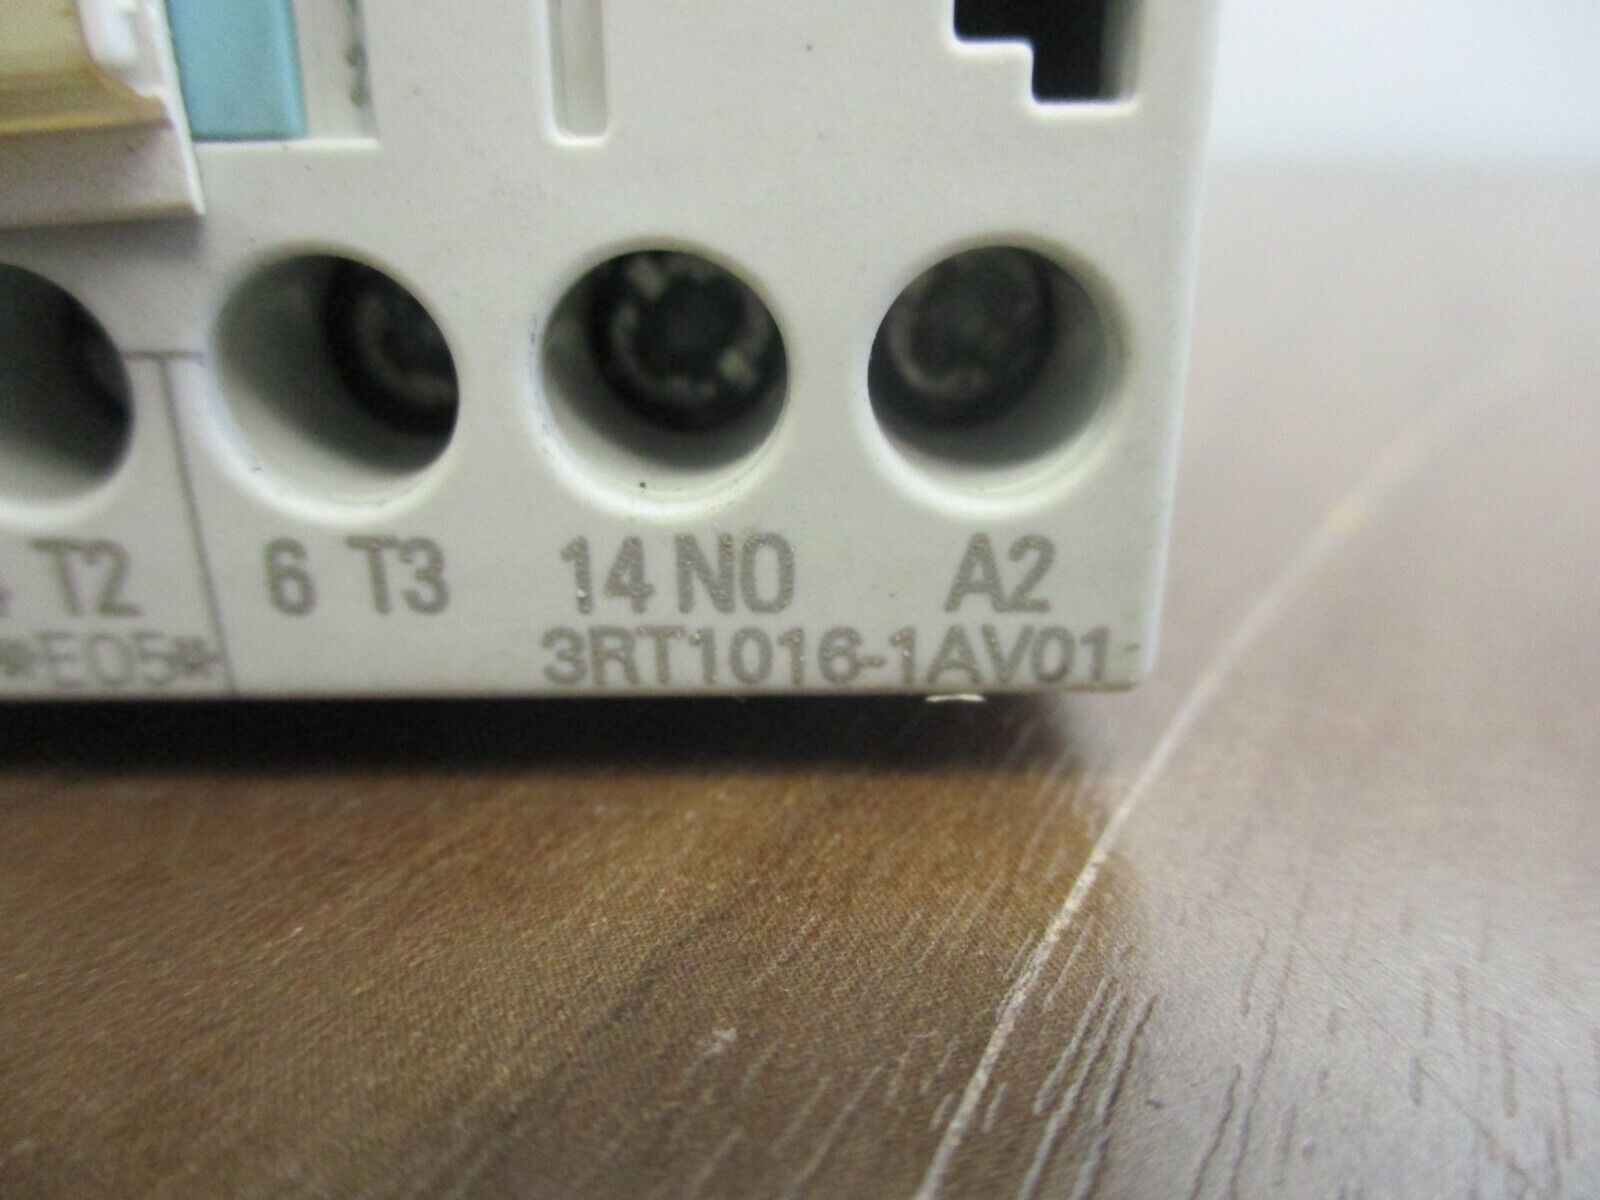 T2 6 T3 14 NO A2
*E05* 3RT1016-1AV01